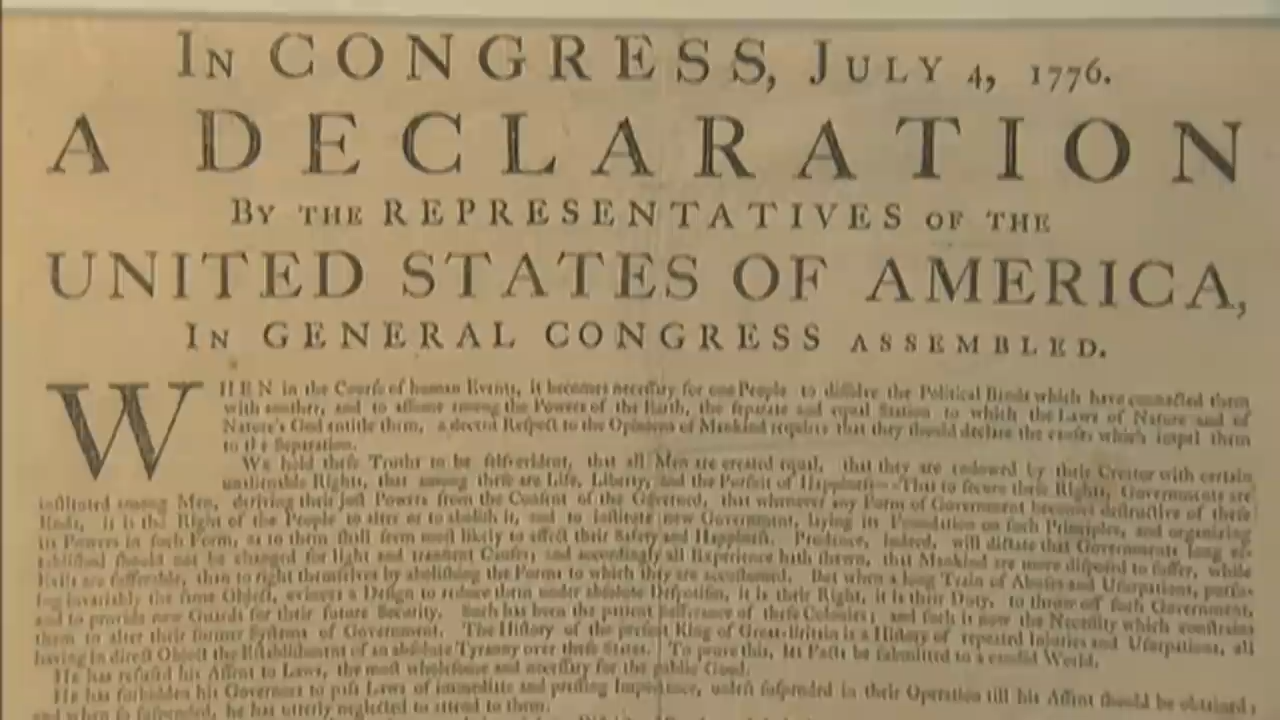 In CONGRESS, July 4, 1776.
A DECLARATION
By the REPRESENTATIVES of the
UNITED STATES OF AMERICA,
In GENERAL CONGRESS assembled.
WHEN in the Courſe of human Events, it becomes neceſſary for one People to diſſolve the Political Bands which have connected them
with another, and to aſſume among the Powers of the Earth, the ſeparate and equal Station to which the Laws of Nature and of
Nature's God entitle them, a decent Reſpect to the Opinions of Mankind requires that they ſhould declare the cauſes which impel them
to the Separation.
We hold theſe Truths to be ſelf-evident, that all Men are created equal, that they are endowed by their Creator with certain
unalienable Rights, that among theſe are Life, Liberty, and the Purſuit of Happineſs--That to ſecure theſe Rights, Governments are
inſtituted among Men, deriving their juſt Powers from the Conſent of the Governed, that whenever any Form of Government becomes deſtructive of theſe
Ends, it is the Right of the People to alter or to aboliſh it, and to inſtitute new Government, laying its Foundation on ſuch Principles, and organizing
its Powers in ſuch Form, as to them ſhall ſeem moſt likely to effect their Safety and Happineſs. Prudence, indeed, will dictate that Governments long eſ-
tabliſhed ſhould not be changed for light and tranſient Cauſes; and accordingly all Experience hath ſhewn, that Mankind are more diſpoſed to ſuffer, while
Evils are ſufferable, than to right themſelves by aboliſhing the Forms to which they are accuſtomed. But when a long Train of Abuſes and Uſurpations, purſu-
ing invariably the ſame Object, evinces a Deſign to reduce them under abſolute Deſpotiſm, it is their Right, it is their Duty, to throw off ſuch Government,
and to provide new Guards for their future Security. Such has been the patient Sufferance of theſe Colonies; and ſuch is now the Neceſſity which conſtrains
them to alter their former Syſtems of Government. The Hiſtory of the preſent King of Great-Britain is a Hiſtory of repeated Injuries and Uſurpations, all
having in direct Object the Eſtabliſhment of an abſolute Tyranny over theſe States. To prove this, let Facts be ſubmitted to a candid World.
He has refuſed his Aſſent to Laws, the moſt wholeſome and neceſſary for the public Good.
He has forbidden his Governors to paſs Laws of immediate and preſſing Importance, unleſs ſuſpended in their Operation till his Aſſent ſhould be obtained;
and when ſo ſuſpended, he has utterly neglected to attend to them.